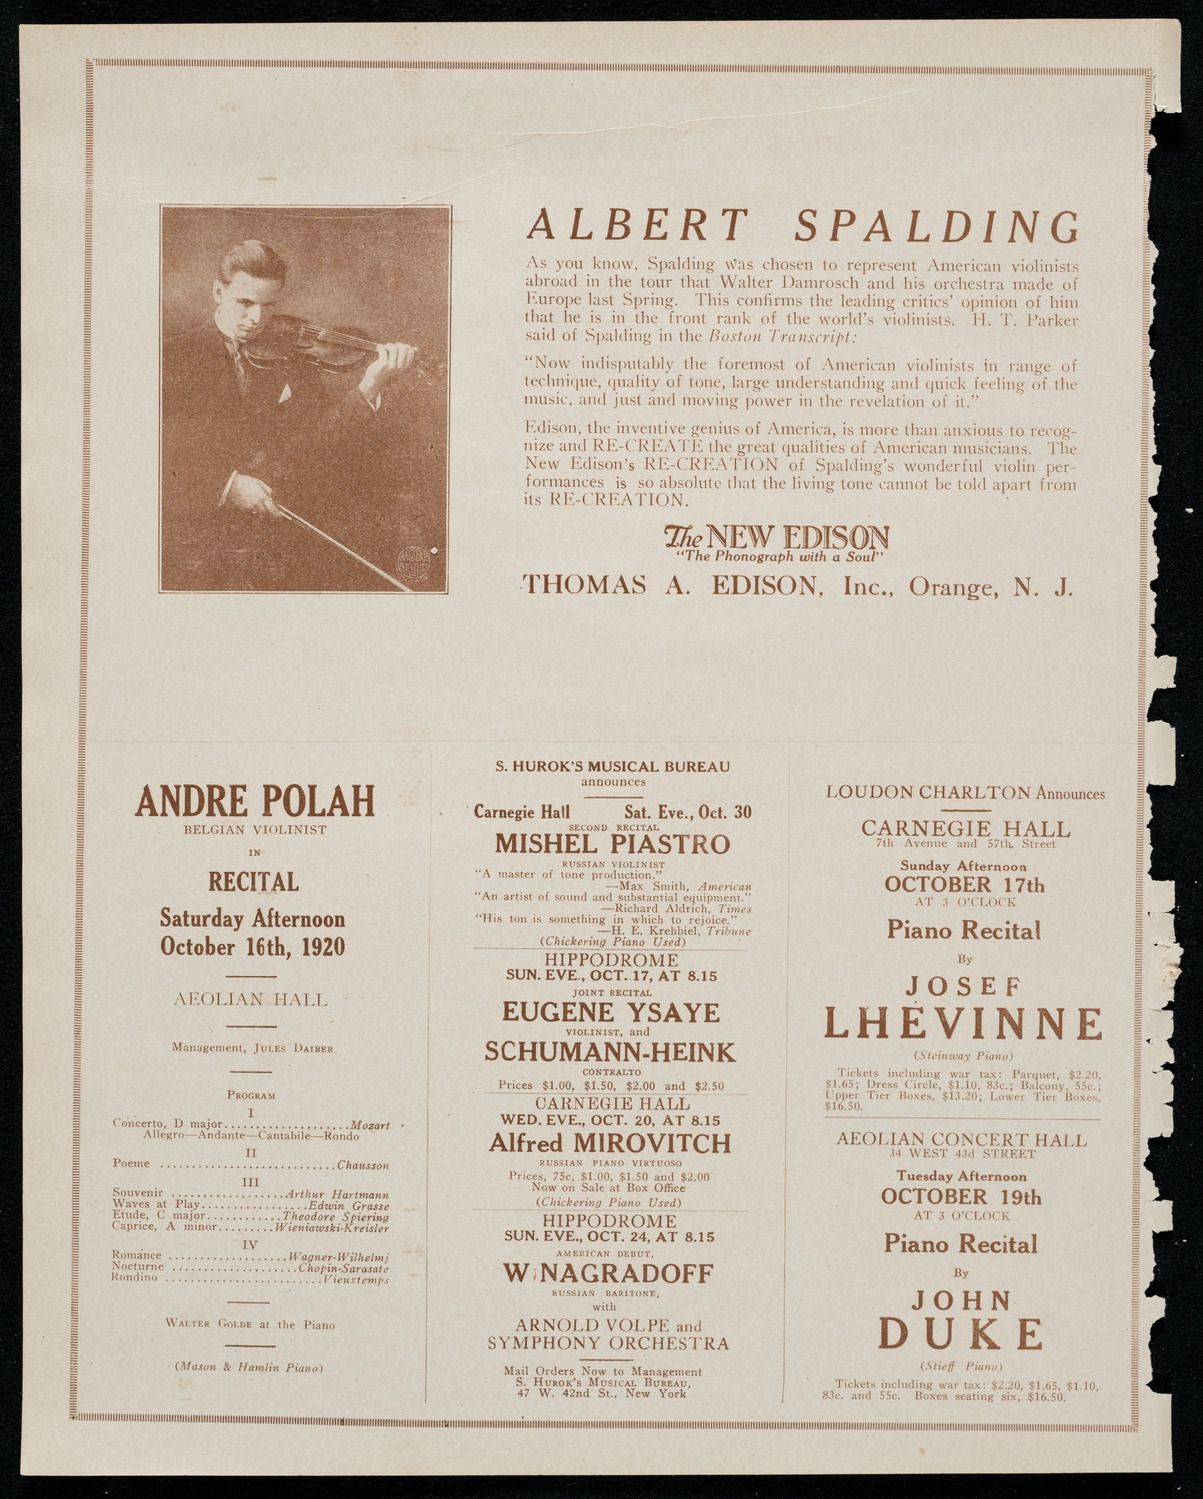 ALBERT SPALDING
As you know, Spalding was chosen to represent American violinists
abroad in the tour that Walter Damrosch and his orchestra made of
Europe last Spring. This confirms the leading critics' opinion of him
that he is in the front rank of the world's violinists. H. T. Parker
said of Spalding in the Boston Transcript:
"Now indisputably the foremost of American violinists in range of
technique, quality of tone, large understanding and quick feeling of the
music, and just and moving power in the revelation of it."
Edison, the inventive genius of America, is more than anxious to recog-
nize and RE-CREATE the great qualities of American musicians. The
New Edison's RE-CREATION of Spalding's wonderful violin per-
formances is so absolute that the living tone cannot be told apart from
its RE-CREATION.
The NEW EDISON
"The Phonograph with a Soul"
THOMAS A. EDISON, Inc., Orange, N. J.
ANDRE POLAH
BELGIAN VIOLINIST
IN
RECITAL
Saturday Afternoon
October 16th, 1920
AEOLIAN HALL
Management, JULES DAIBER
PROGRAM
I
Concerto, D major...................Mozart
Allegro—Andante—Cantabile—Rondo
II
Poeme ..........................Chausson
III
Souvenir .................Arthur Hartmann
Waves at Play................Edwin Grasse
Etude, C major...........Theodore Spiering
Caprice, A minor.........Wieniawski-Kreisler
IV
Romance ..................Wagner-Wilhelmj
Nocturne ...................Chopin-Sarasate
Rondino .......................Vieuxtemps
WALTER GOLDE at the Piano
(Mason & Hamlin Piano)
S. HUROK'S MUSICAL BUREAU
announces
Carnegie Hall Sat. Eve., Oct. 30
SECOND RECITAL
MISHEL PIASTRO
RUSSIAN VIOLINIST
"A master of tone production."
—Max Smith, American
"An artist of sound and substantial equipment."
—Richard Aldrich, Times
"His ton is something in which to rejoice."
—H. E. Krehbiel, Tribune
(Chickering Piano Used)
HIPPODROME
SUN. EVE., OCT. 17, AT 8.15
JOINT RECITAL
EUGENE YSAYE
VIOLINIST, and
SCHUMANN-HEINK
CONTRALTO
Prices $1.00, $1.50, $2.00 and $2.50
CARNEGIE HALL
WED. EVE., OCT. 20, AT 8.15
Alfred MIROVITCH
RUSSIAN PIANO VIRTUOSO
Prices, 75c, $1.00, $1.50 and $2.00
Now on Sale at Box Office
(Chickering Piano Used)
HIPPODROME
SUN. EVE., OCT. 24, AT 8.15
AMERICAN DEBUT,
WiNAGRADOFF
RUSSIAN BARITONE,
with
ARNOLD VOLPE and
SYMPHONY ORCHESTRA
Mail Orders Now to Management
S. HUROK'S MUSICAL BUREAU,
47 W. 42nd St., New York
LOUDON CHARLTON Announces
CARNEGIE HALL
7th Avenue and 57th Street
Sunday Afternoon
OCTOBER 17th
AT 3 O'CLOCK
Piano Recital
By
JOSEF
LHÉVINNE
(Steinway Piano)
Tickets including war tax: Parquet, $2.20,
$1.65; Dress Circle, $1.10, 83c.; Balcony, 55c.;
Upper Tier Boxes, $13.20; Lower Tier Boxes,
$16.50.
AEOLIAN CONCERT HALL
34 WEST 43d STREET
Tuesday Afternoon
OCTOBER 19th
AT 3 O'CLOCK
Piano Recital
By
JOHN
DUKE
(Stieff Piano)
Tickets including war tax: $2.20, $1.65, $1.10,
83c. and 55c. Boxes seating six, $16.50.